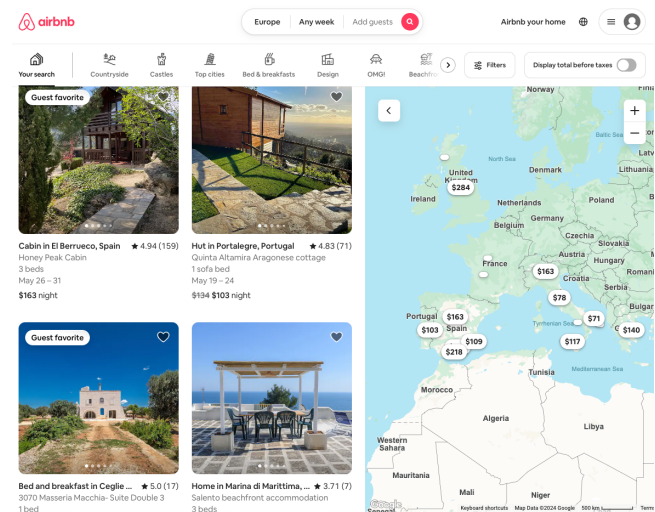 airbnb
Europe
Any week
Add guests
Airbnb your home
Your search
Countryside
Castles
Top cities
Bed & breakfasts
Design
OMG!
Filters
Display total before taxes
Guest favorite
Cabin in El Berrueco, Spain
4.94 (159)
Honey Peak Cabin
3 beds
May 26 – 31
$163 night
Hut in Portalegre, Portugal
4.83 (71)
Quinta Altamira Aragonese cottage
1 sofa bed
May 19 – 24
$134 $103 night
Guest favorite
Bed and breakfast in Ceglie ...
5.0 (17)
3070 Masseria Macchia- Suite Double 3
1 bed
Home in Marina di Marittima, ...
3.71 (7)
Salento beachfront accommodation
3 beds
Norway
North Sea
Baltic Sea
United
Kingdom
$284
Denmark
Lithuania
Ireland
Netherlands
Poland
Germany
Belgium
Czechia
Slovakia
Austria
Hungary
France
$163
Croatia
Serbia
$78
Portugal
$163
Spain
$103
$71
$140
Tyrrhenian Sea
$109
$117
$218
Mediterranean Sea
Tunisia
Morocco
Algeria
Libya
Western
Sahara
Mauritania
Mali
Niger
Google
Keyboard shortcuts
Map Data ©2024 Google
500 km
Terms